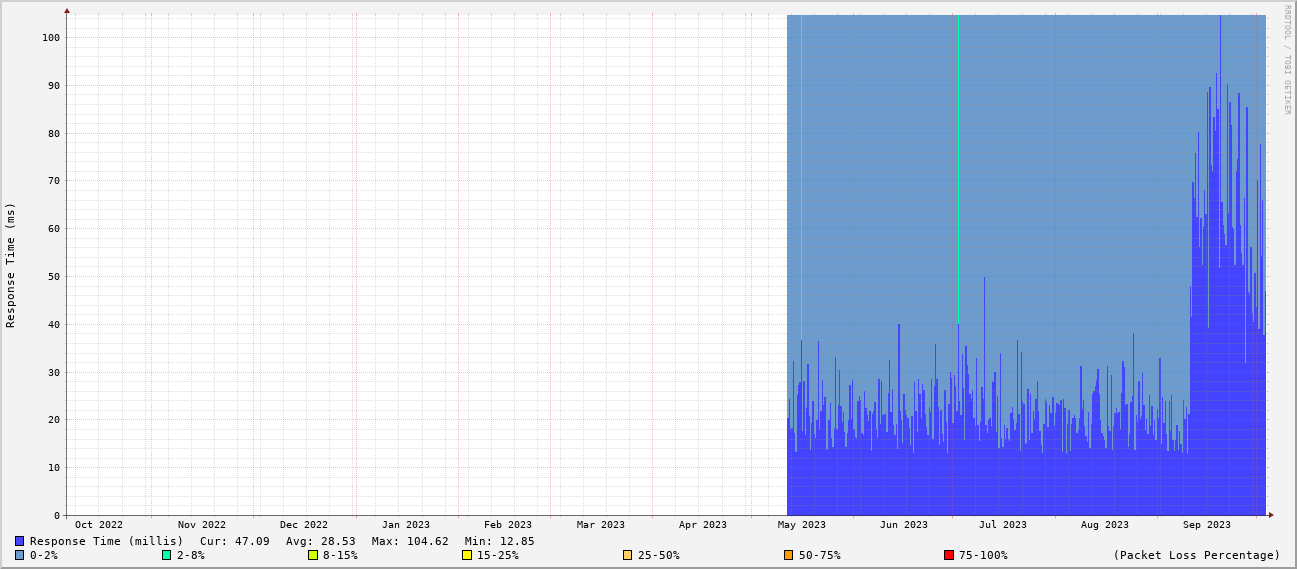 RRDTOOL / TOBI OETIKER
Response Time (ms)
100
90
80
70
60
50
40
30
20
10
0
Oct 2022 Nov 2022 Dec 2022 Jan 2023 Feb 2023 Mar 2023 Apr 2023 May 2023 Jun 2023 Jul 2023 Aug 2023 Sep 2023
Response Time (millis) Cur: 47.09 Avg: 28.53 Max: 104.62 Min: 12.85
0-2% 2-8% 8-15% 15-25% 25-50% 50-75% 75-100% (Packet Loss Percentage)